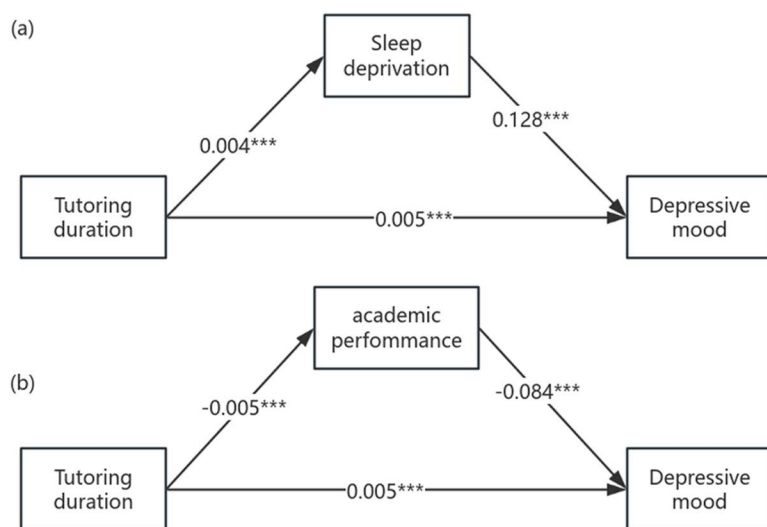 (a)
Sleep
deprivation
0.004***
0.128***
Tutoring
duration
0.005***
Depressive
mood
academic
perfommance
(b)
-0.005***
-0.084***
Tutoring
duration
0.005***
Depressive
mood